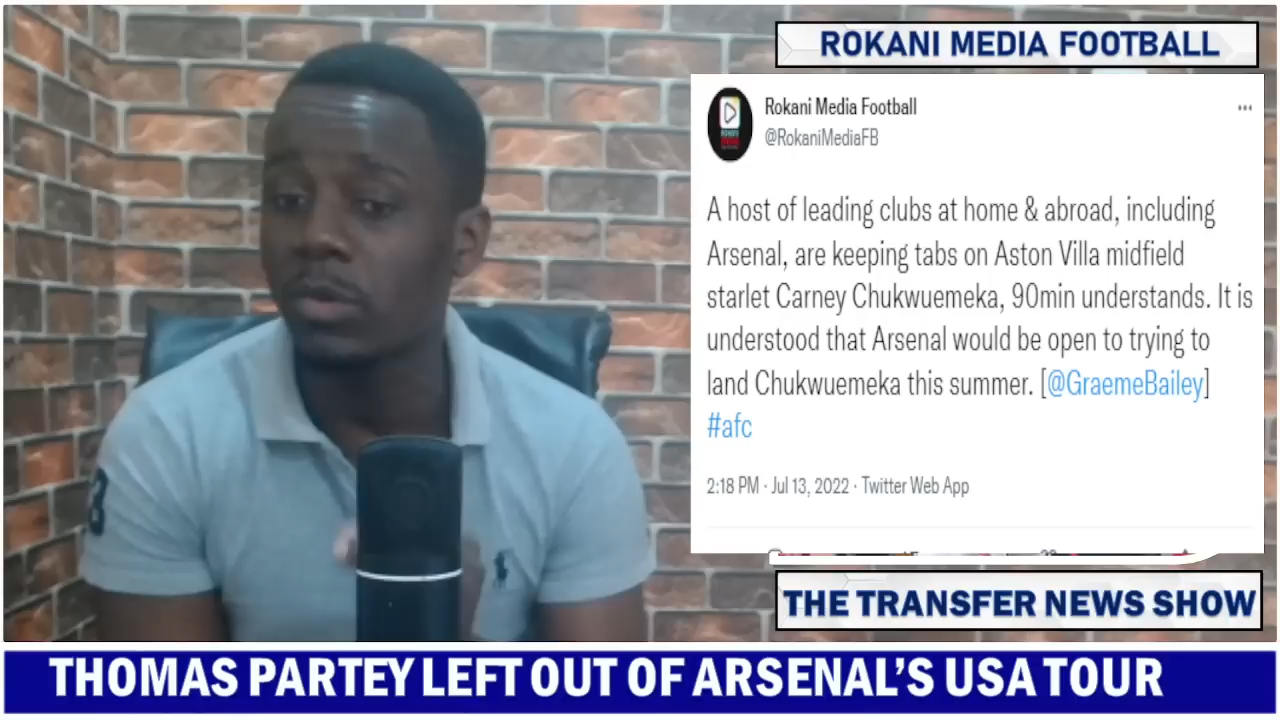 ROKANI MEDIA FOOTBALL
Rokani Media Football
@RokaniMediaFB
A host of leading clubs at home & abroad, including
Arsenal, are keeping tabs on Aston Villa midfield
starlet Carney Chukwuemeka, 90min understands. It is
understood that Arsenal would be open to trying to
land Chukwuemeka this summer. [@GraemeBailey]
#afc
2:18 PM · Jul 13, 2022 · Twitter Web App
THE TRANSFER NEWS SHOW
3
THOMAS PARTEY LEFT OUT OF ARSENAL'S USA TOUR